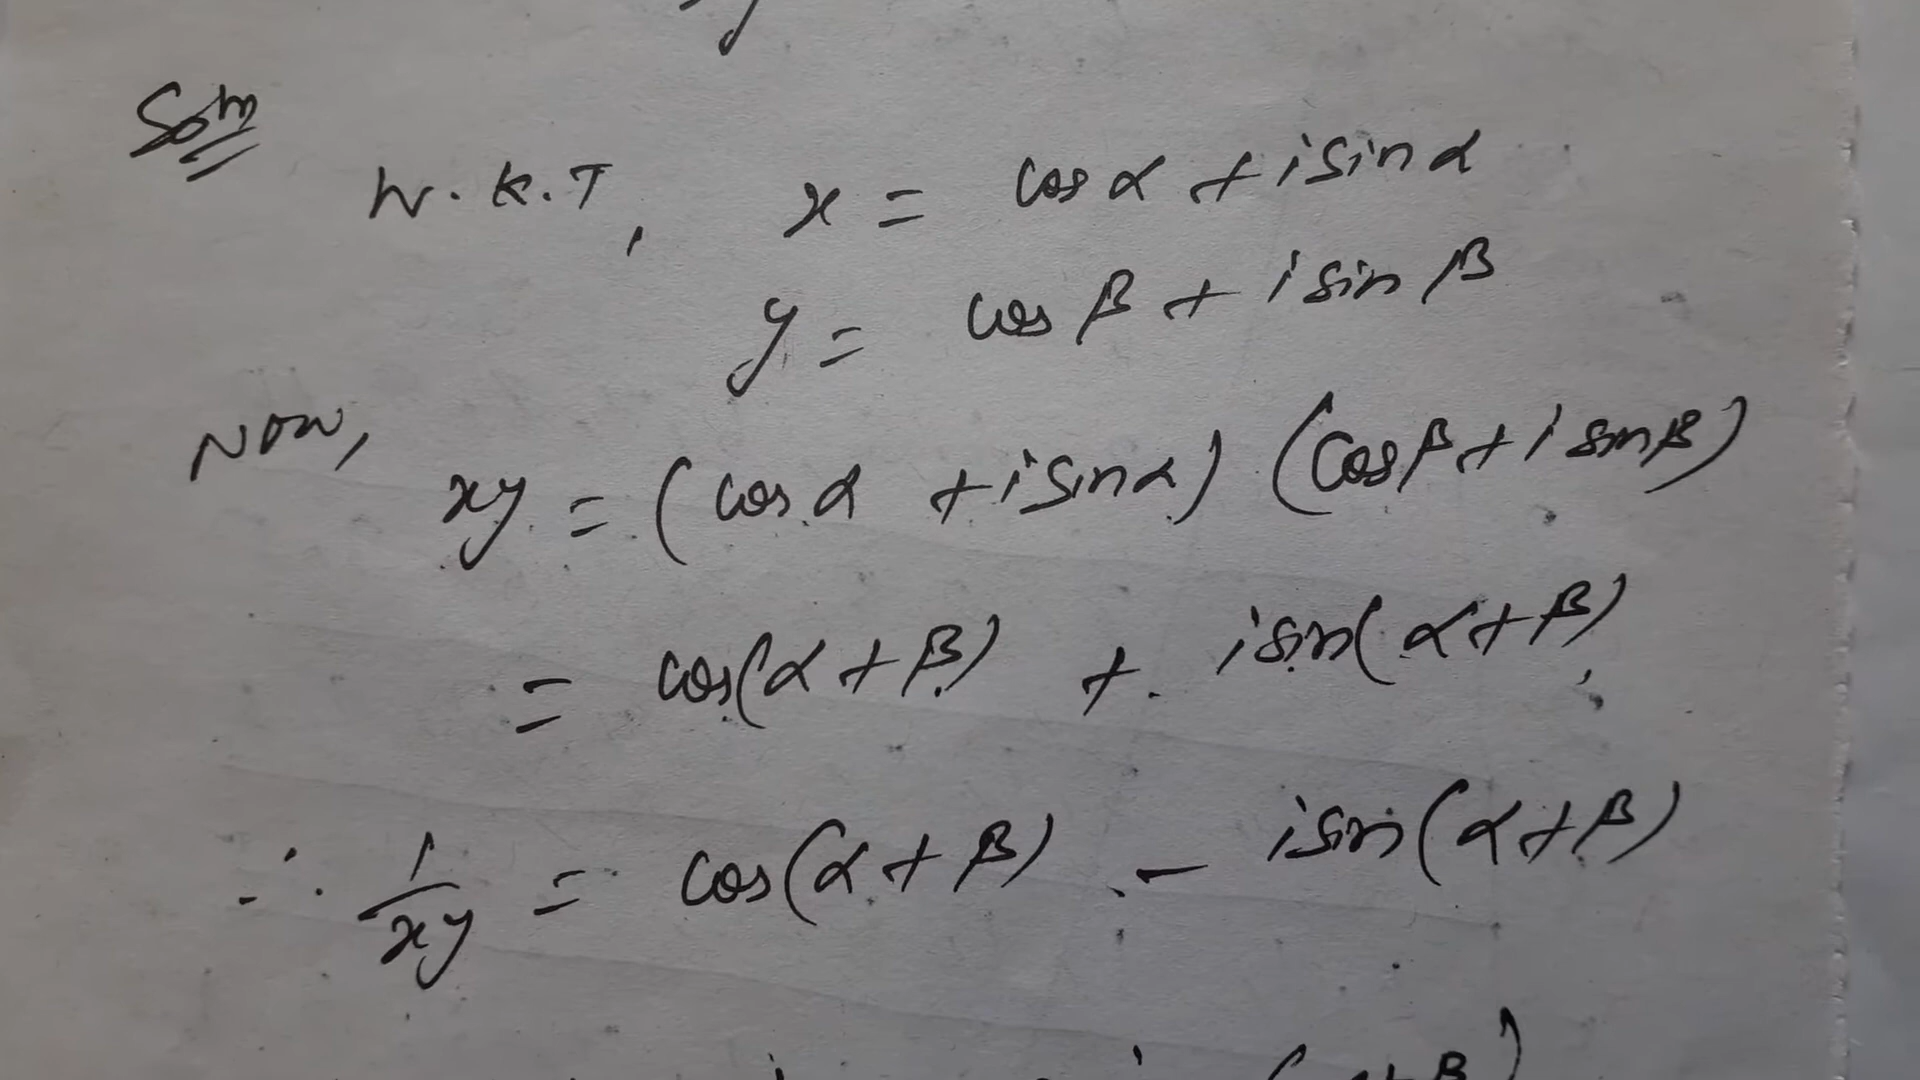 Soln
W.K.T, x = cos α + i sin α
y = cos β + i sin β
Now, xy = (cos α + i sin α) (cos β + i sin β)
= cos(α + β) + i sin(α + β)
∴ 1/xy = cos(α + β) - i sin(α + β)